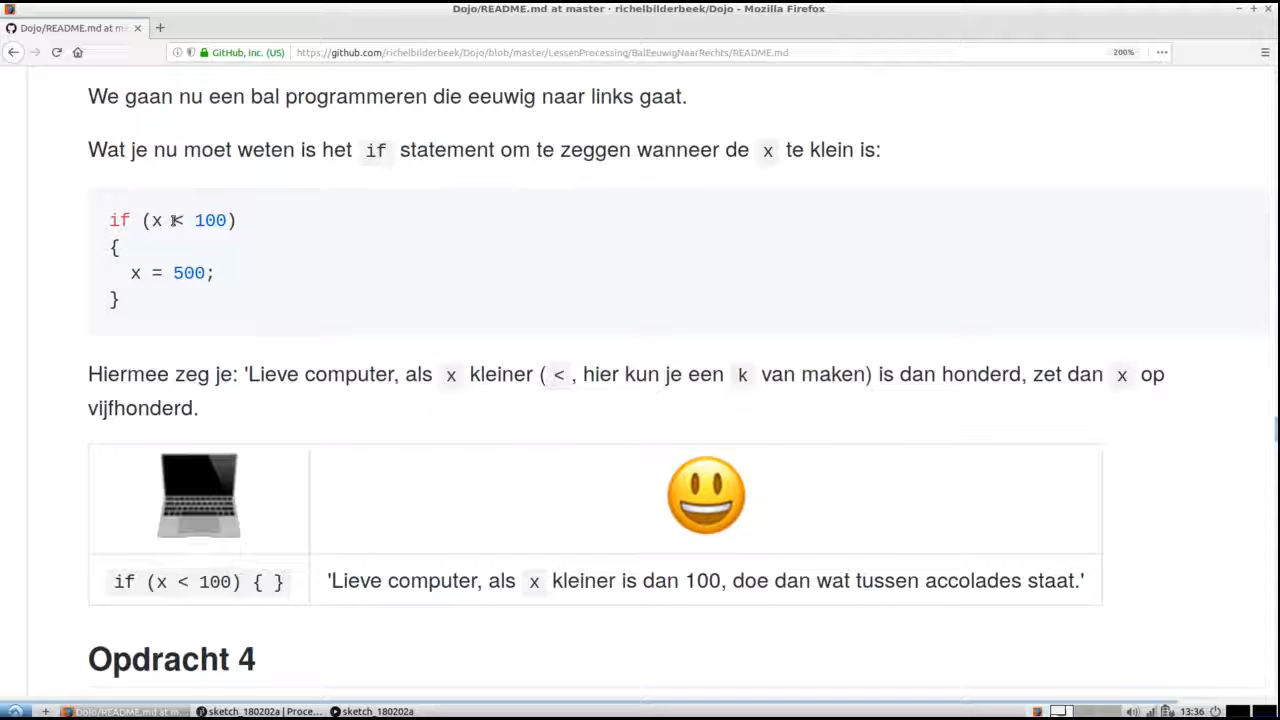 Dojo/README.md at master · richelbilderbeek/Dojo - Mozilla Firefox
Dojo/README.md at m
GitHub, Inc. (US) https://github.com/richelbilderbeek/Dojo/blob/master/LessenProcessing/BalEeuwigNaarRechts/README.md 200%
We gaan nu een bal programmeren die eeuwig naar links gaat.
Wat je nu moet weten is het if statement om te zeggen wanneer de x te klein is:
if (x < 100)
{
x = 500;
}
Hiermee zeg je: 'Lieve computer, als x kleiner ( < , hier kun je een k van maken) is dan honderd, zet dan x op
vijfhonderd.
if (x < 100) { } 'Lieve computer, als x kleiner is dan 100, doe dan wat tussen accolades staat.'
Opdracht 4
Dojo/README.md at m... sketch_180202a | Proce... sketch_180202a 13:36